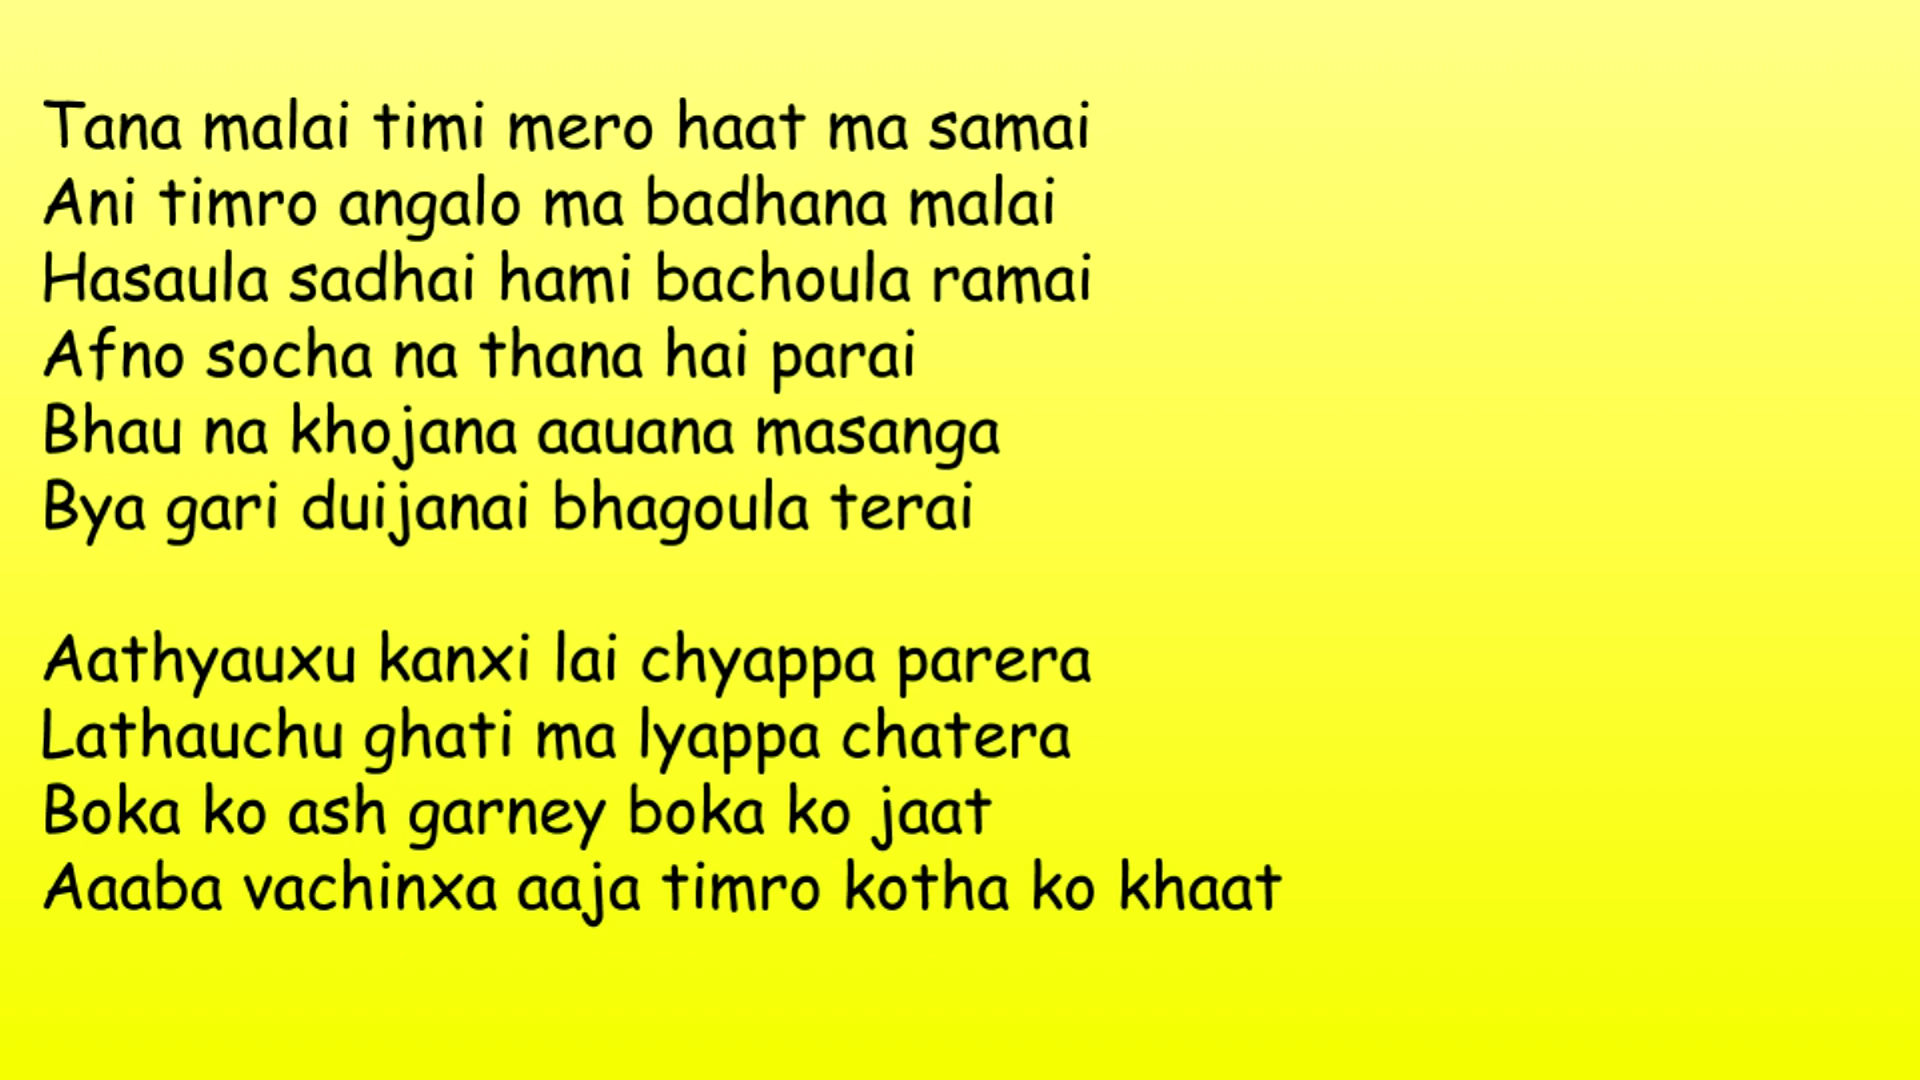 Tana malai timi mero haat ma samai
Ani timro angalo ma badhana malai
Hasaula sadhai hami bachoula ramai
Afno socha na thana hai parai
Bhau na khojana aauana masanga
Bya gari duijanai bhagoula terai
Aathyauxu kanxi lai chyappa parera
Lathauchu ghati ma lyappa chatera
Boka ko ash garney boka ko jaat
Aaaba vachinxa aaja timro kotha ko khaat